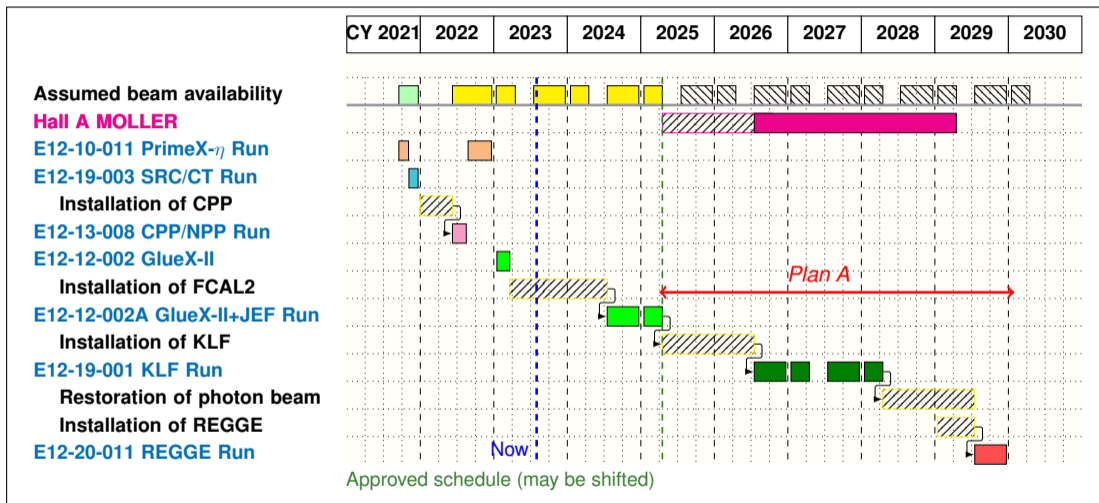 CY 2021 2022 2023 2024 2025 2026 2027 2028 2029 2030
Assumed beam availability
Hall A MOLLER
E12-10-011 PrimeX-η Run
E12-19-003 SRC/CT Run
Installation of CPP
E12-13-008 CPP/NPP Run
E12-12-002 GlueX-II
Installation of FCAL2
Plan A
E12-12-002A GlueX-II+JEF Run
Installation of KLF
E12-19-001 KLF Run
Restoration of photon beam
Installation of REGGE
E12-20-011 REGGE Run
Now
Approved schedule (may be shifted)